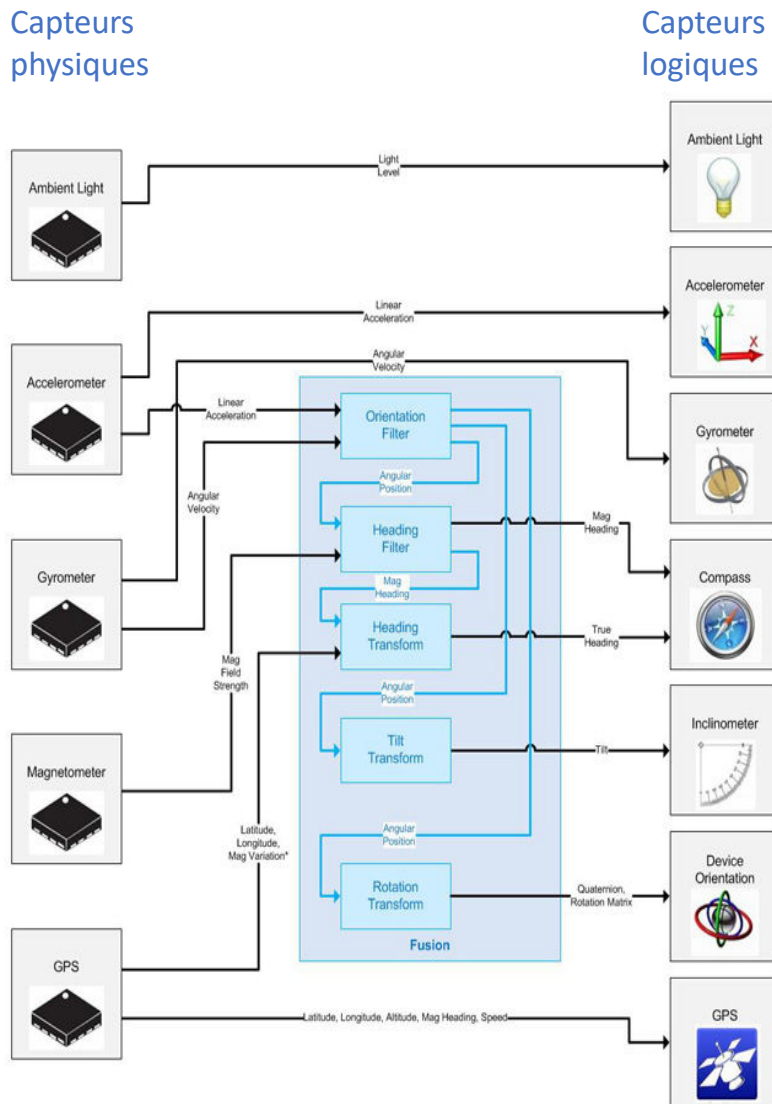 Capteurs
physiques
Capteurs
logiques
Ambient Light
Light
Level
Ambient Light
Accelerometer
Linear
Acceleration
Accelerometer
Angular
Velocity
Linear
Acceleration
Orientation
Filter
Gyrometer
Angular
Position
Angular
Velocity
Gyrometer
Heading
Filter
Mag
Heading
Mag
Heading
Compass
Heading
Transform
True
Heading
Mag
Field
Strength
Magnetometer
Angular
Position
Tilt
Transform
Tilt
Inclinometer
Latitude,
Longitude,
Mag Variation*
Angular
Position
Rotation
Transform
Quaternion,
Rotation Matrix
Device
Orientation
Fusion
GPS
Latitude, Longitude, Altitude, Mag Heading, Speed
GPS